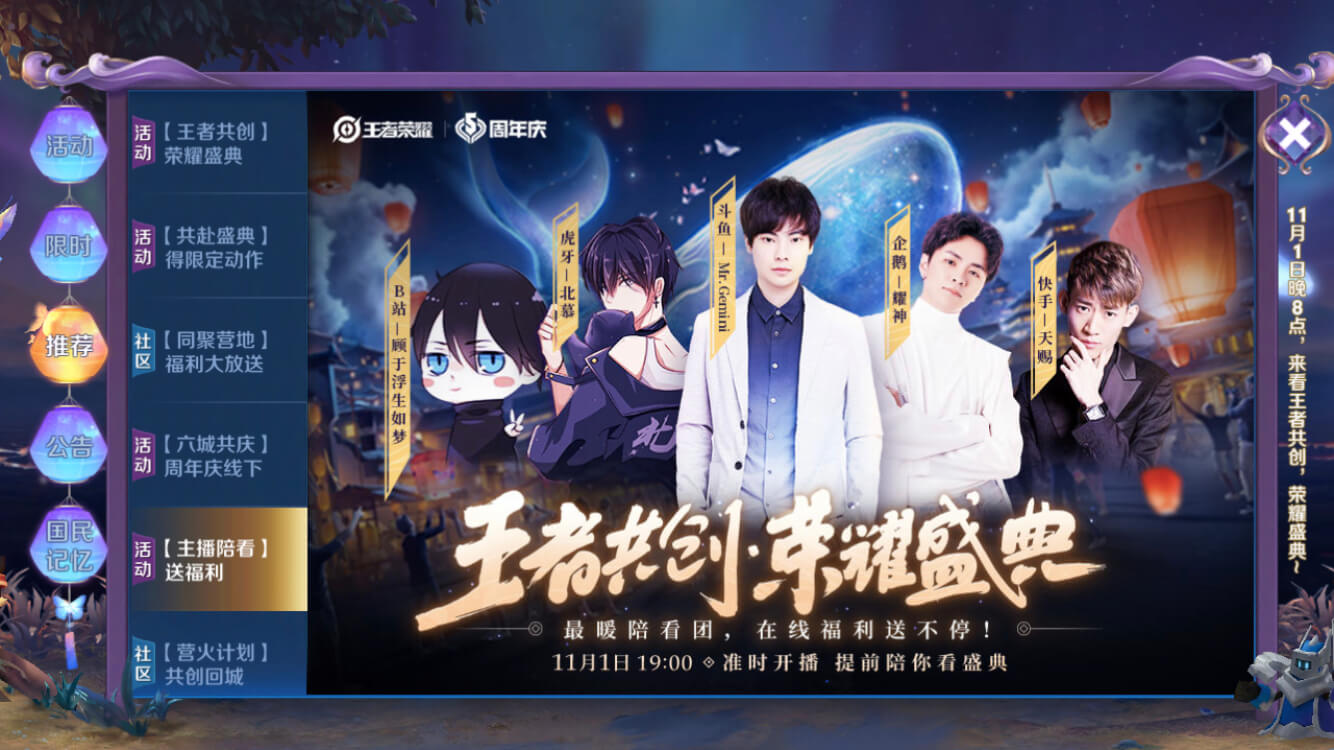 活动
限时
推荐
公告
国民
记忆
活动
【王者共创】
荣耀盛典
活动
【共赴盛典】
得限定动作
社区
【同聚营地】
福利大放送
活动
【六城共庆】
周年庆线下
活动
【主播陪看】
送福利
社区
【营火计划】
共创回城
王者荣耀
5周年庆
B站—顾于浮生如梦
虎牙—北慕
北
斗鱼—Mr.Gemini
企鹅—耀神
快手—天赐
王者共创·荣耀盛典
最暖陪看团，在线福利送不停！
11月1日 19:00 准时开播 提前陪你看盛典
11月1日晚8点，来看王者共创，荣耀盛典~